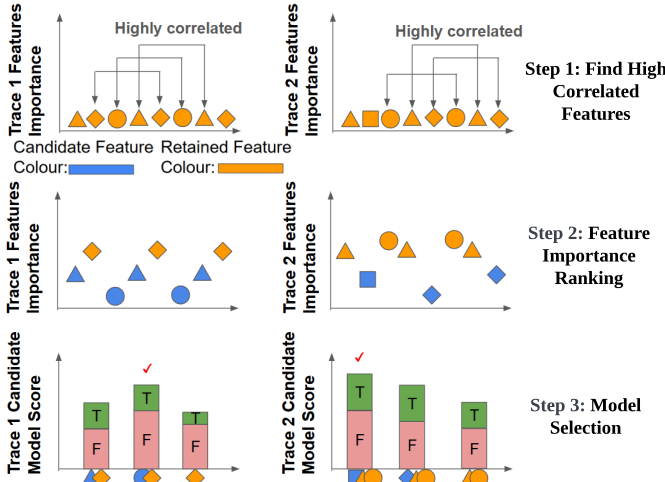 Trace 1 Features
Importance
Highly correlated
Trace 2 Features
Importance
Highly correlated
Step 1: Find High
Correlated
Features
Candidate Feature
Colour:
Retained Feature
Colour:
Trace 1 Features
Importance
Trace 2 Features
Importance
Step 2: Feature
Importance
Ranking
Trace 1 Candidate
Model Score
T
F
✓
T
F
T
F
Trace 2 Candidate
Model Score
✓
T
F
T
F
T
F
Step 3: Model
Selection